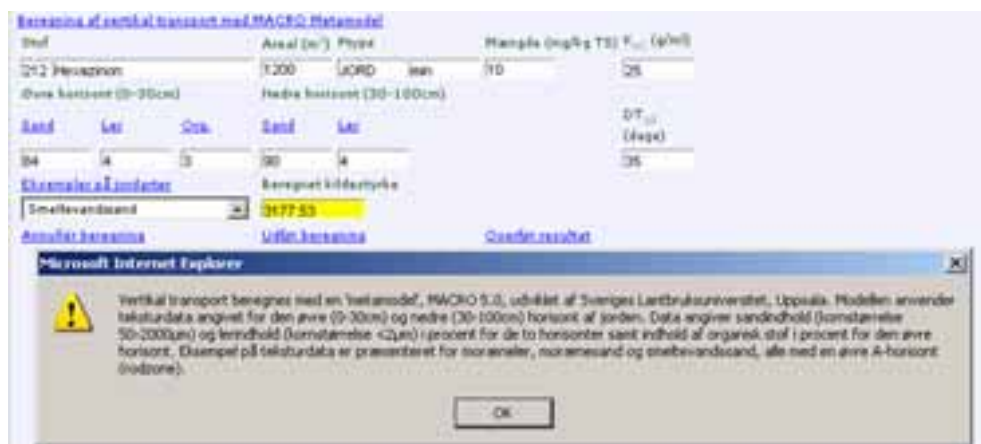 Beregning af vertikal transport med MACRO Metamodel
Stof Areal (m²) Ptype Mængde (mg/kg TS) (g/ml)
212 Hexazinon 1200 JORD 10 25
Øvre horisont (0-30cm) Nedre horisont (30-100cm)
DT
Sand Ler Org. Sand Ler (dage)
84 4 3 90 4 35
Eksempler på jordarter Beregnet kildestyrke
Smeltevandssand 3177.53
Annullér beregning Udfør beregning Overfør resultat
Microsoft Internet Explorer
Vertikal transport beregnes med en 'metamodel', MACRO 5.0, udviklet af Sveriges Lantbruksuniversitet, Uppsala. Modellen anvender
teksturdata angivet for den øvre (0-30cm) og nedre (30-100cm) horisont af jorden. Data angiver sandindhold (kornstørrelse
50-2000µm) og lerindhold (kornstørrelse <2µm) i procent for de to horisonter samt indhold af organisk stof i procent for den øvre
horisont. Eksempel på teksturdata er præsenteret for moræneler, morænesand og smeltevandssand, alle med en øvre A-horisont
(rodzone).
OK